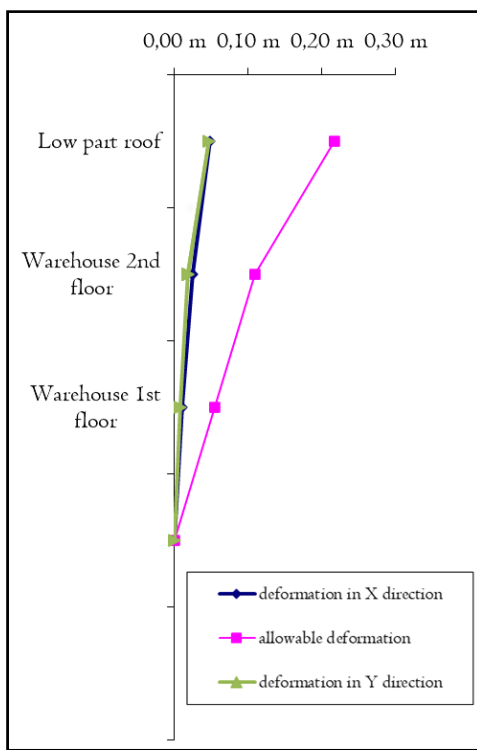 0,00 m 0,10 m 0,20 m 0,30 m
Low part roof
Warehouse 2nd
floor
Warehouse 1st
floor
deformation in X direction
allowable deformation
deformation in Y direction